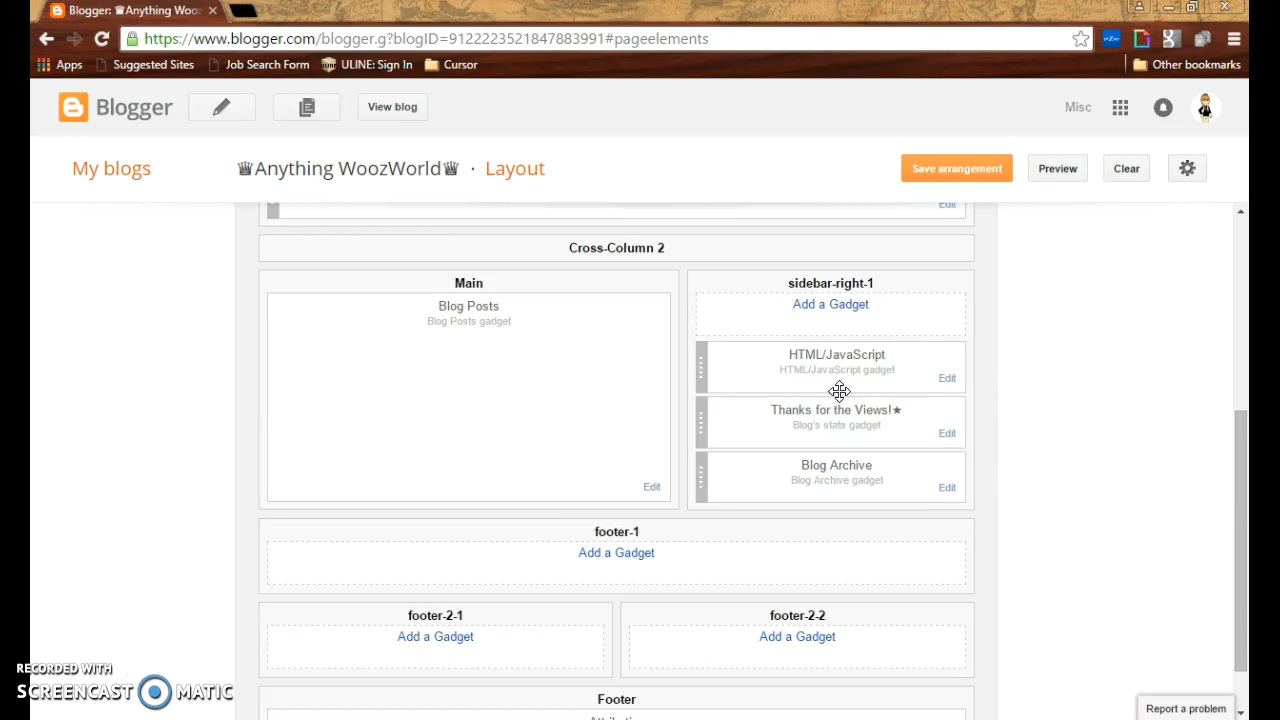 Blogger: ♕Anything Wooz
https://www.blogger.com/blogger.g?blogID=9122223521847883991#pageelements
Apps Suggested Sites Job Search Form ULINE: Sign In Cursor Other bookmarks
Blogger View blog Misc
My blogs ♕Anything WoozWorld♕ · Layout Save arrangement Preview Clear
Edit
Cross-Column 2
Main
Blog Posts
Blog Posts gadget
Edit
sidebar-right-1
Add a Gadget
HTML/JavaScript
HTML/JavaScript gadget
Edit
Thanks for the Views!★
Blog's stats gadget
Edit
Blog Archive
Blog Archive gadget
Edit
footer-1
Add a Gadget
footer-2-1
Add a Gadget
footer-2-2
Add a Gadget
Footer
RECORDED WITH
SCREENCAST MATIC
Report a problem